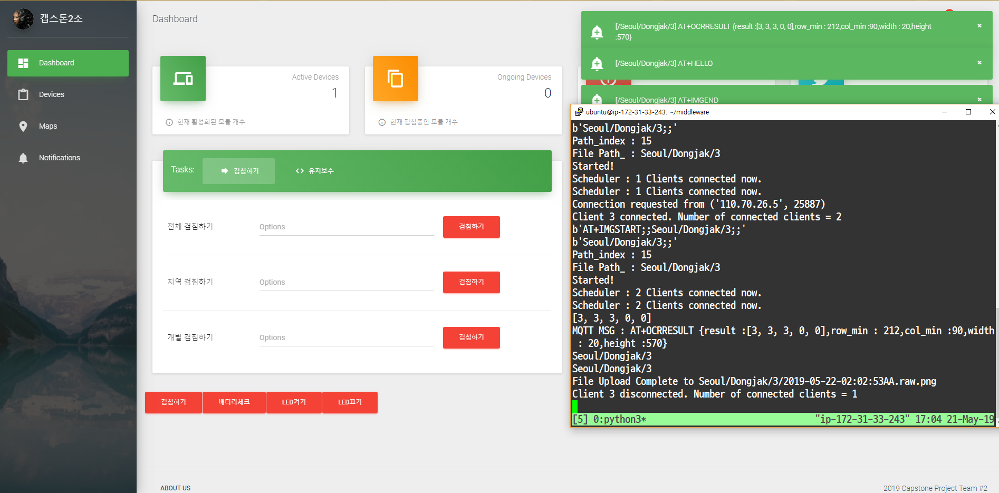 캡스톤2조
Dashboard
Devices
Maps
Notifications
Dashboard
[/Seoul/Dongjak/3] AT+OCRRESULT {result :[3, 3, 3, 0, 0],row_min : 212,col_min :90,width : 20,height
:570}
[/Seoul/Dongjak/3] AT+HELLO
[/Seoul/Dongjak/3] AT+IMGEND
Active Devices
1
현재 활성화된 모듈 개수
Ongoing Devices
0
현재 검침중인 모듈 개수
Tasks:
검침하기
유지보수
전체 검침하기
Options
검침하기
지역 검침하기
Options
검침하기
개별 검침하기
Options
검침하기
검침하기
배터리체크
LED켜기
LED끄기
ubuntu@ip-172-31-33-243: ~/middleware
b'Seoul/Dongjak/3;;'
Path_index : 15
File Path_ : Seoul/Dongjak/3
Started!
Scheduler : 1 Clients connected now.
Scheduler : 1 Clients connected now.
Connection requested from ('110.70.26.5', 25887)
Client 3 connected. Number of connected clients = 2
b'AT+IMGSTART;;Seoul/Dongjak/3;;'
b'Seoul/Dongjak/3;;'
Path_index : 15
File Path_ : Seoul/Dongjak/3
Started!
Scheduler : 2 Clients connected now.
Scheduler : 2 Clients connected now.
[3, 3, 3, 0, 0]
MQTT MSG : AT+OCRRESULT {result :[3, 3, 3, 0, 0],row_min : 212,col_min :90,width
: 20,height :570}
Seoul/Dongjak/3
Seoul/Dongjak/3
File Upload Complete to Seoul/Dongjak/3/2019-05-22-02:02:53AA.raw.png
Client 3 disconnected. Number of connected clients = 1
[5] 0:python3* "ip-172-31-33-243" 17:04 21-May-19
ABOUT US
2019 Capstone Project Team #2